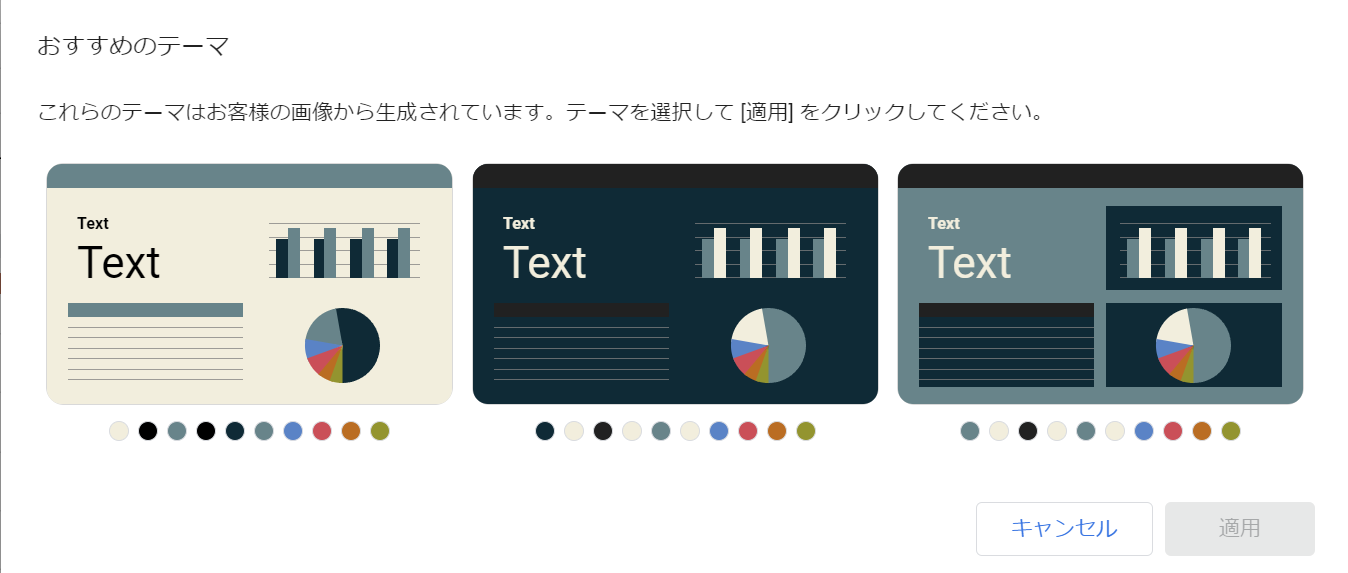 おすすめのテーマ
これらのテーマはお客様の画像から生成されています。テーマを選択して [適用] をクリックしてください。
Text
Text
Text
Text
Text
Text
キャンセル
適用